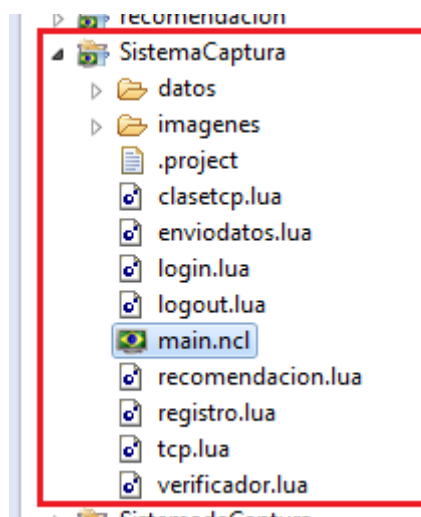 recomendacion
SistemaCaptura
datos
imagenes
.project
clasetcp.lua
enviodatos.lua
login.lua
logout.lua
main.ncl
recomendacion.lua
registro.lua
tcp.lua
verificador.lua
SistemadeCaptura